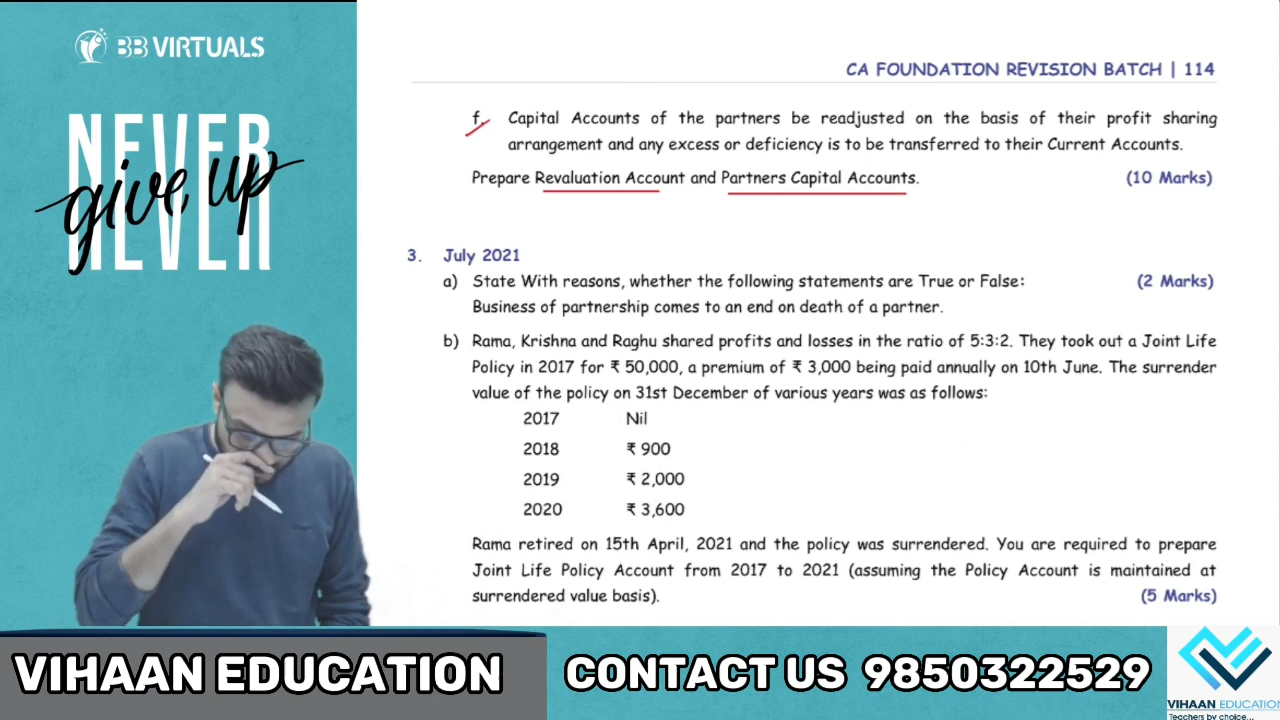 BB VIRTUALS
NEVER
give up
NEVER
CA FOUNDATION REVISION BATCH | 114
f. Capital Accounts of the partners be readjusted on the basis of their profit sharing
arrangement and any excess or deficiency is to be transferred to their Current Accounts.
Prepare Revaluation Account and Partners Capital Accounts. (10 Marks)
3. July 2021
a) State With reasons, whether the following statements are True or False: (2 Marks)
Business of partnership comes to an end on death of a partner.
b) Rama, Krishna and Raghu shared profits and losses in the ratio of 5:3:2. They took out a Joint Life
Policy in 2017 for ₹ 50,000, a premium of ₹ 3,000 being paid annually on 10th June. The surrender
value of the policy on 31st December of various years was as follows:
2017 Nil
2018 ₹ 900
2019 ₹ 2,000
2020 ₹ 3,600
Rama retired on 15th April, 2021 and the policy was surrendered. You are required to prepare
Joint Life Policy Account from 2017 to 2021 (assuming the Policy Account is maintained at
surrendered value basis). (5 Marks)
VIHAAN EDUCATION
CONTACT US 9850322529
VIHAAN EDUCATION
Teachers by choice...